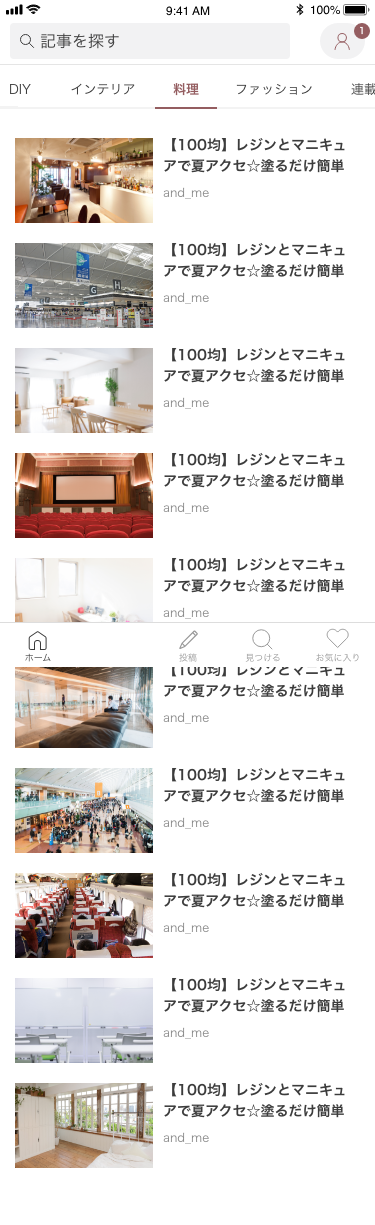 9:41 AM
100%
記事を探す
1
DIY
インテリア
料理
ファッション
連載
【100均】レジンとマニキュ
アで夏アクセ☆塗るだけ簡単
and_me
【100均】レジンとマニキュ
アで夏アクセ☆塗るだけ簡単
and_me
G
H
【100均】レジンとマニキュ
アで夏アクセ☆塗るだけ簡単
and_me
【100均】レジンとマニキュ
アで夏アクセ☆塗るだけ簡単
and_me
【100均】レジンとマニキュ
アで夏アクセ☆塗るだけ簡単
and_me
ホーム
投稿
見つける
お気に入り
【100均】レジンとマニキュ
アで夏アクセ☆塗るだけ簡単
and_me
【100均】レジンとマニキュ
アで夏アクセ☆塗るだけ簡単
and_me
【100均】レジンとマニキュ
アで夏アクセ☆塗るだけ簡単
and_me
【100均】レジンとマニキュ
アで夏アクセ☆塗るだけ簡単
and_me
【100均】レジンとマニキュ
アで夏アクセ☆塗るだけ簡単
and_me